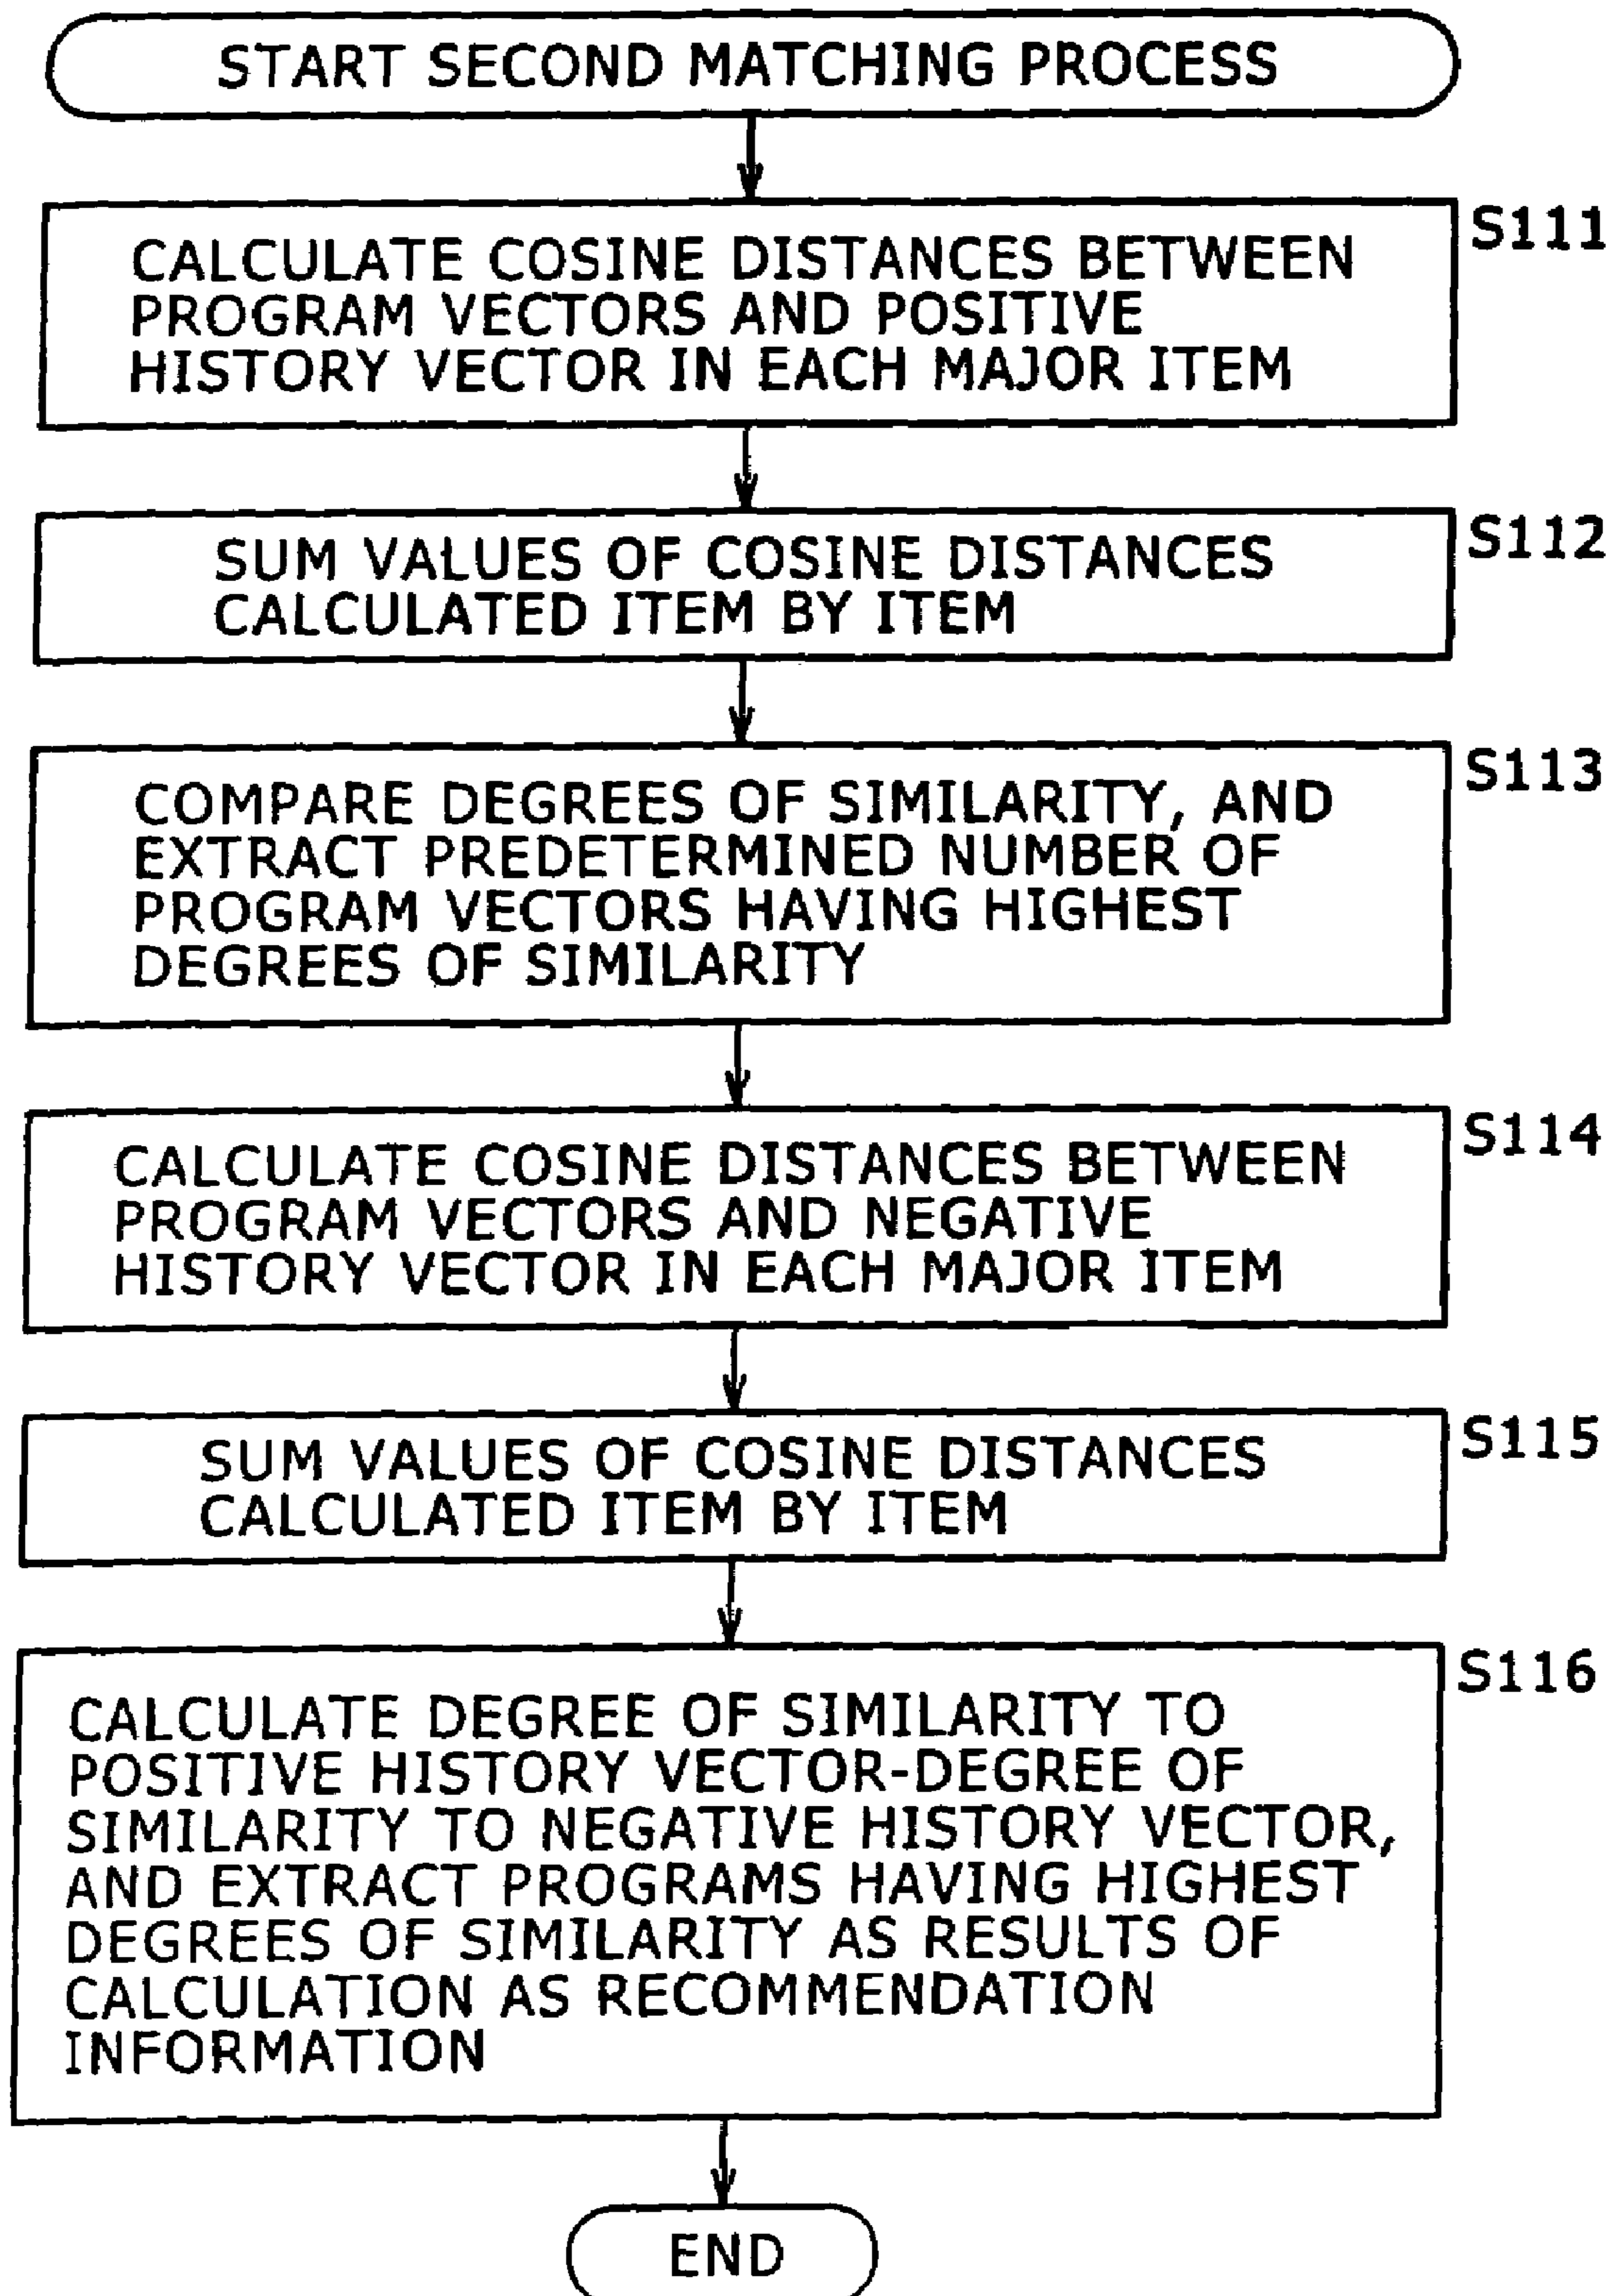 START SECOND MATCHING PROCESS
S111
CALCULATE COSINE DISTANCES BETWEEN
PROGRAM VECTORS AND POSITIVE
HISTORY VECTOR IN EACH MAJOR ITEM
S112
SUM VALUES OF COSINE DISTANCES
CALCULATED ITEM BY ITEM
S113
COMPARE DEGREES OF SIMILARITY, AND
EXTRACT PREDETERMINED NUMBER OF
PROGRAM VECTORS HAVING HIGHEST
DEGREES OF SIMILARITY
S114
CALCULATE COSINE DISTANCES BETWEEN
PROGRAM VECTORS AND NEGATIVE
HISTORY VECTOR IN EACH MAJOR ITEM
S115
SUM VALUES OF COSINE DISTANCES
CALCULATED ITEM BY ITEM
S116
CALCULATE DEGREE OF SIMILARITY TO
POSITIVE HISTORY VECTOR-DEGREE OF
SIMILARITY TO NEGATIVE HISTORY VECTOR,
AND EXTRACT PROGRAMS HAVING HIGHEST
DEGREES OF SIMILARITY AS RESULTS OF
CALCULATION AS RECOMMENDATION
INFORMATION
END